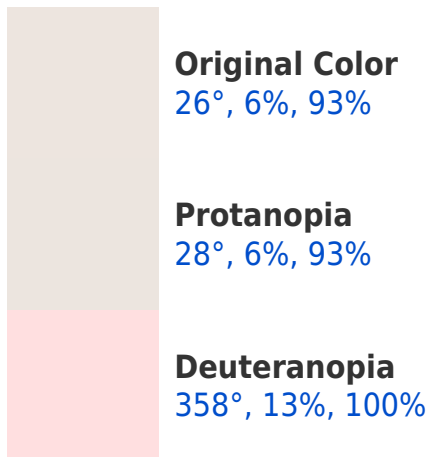 Original Color
26°, 6%, 93%
Protanopia
28°, 6%, 93%
Deuteranopia
358°, 13%, 100%